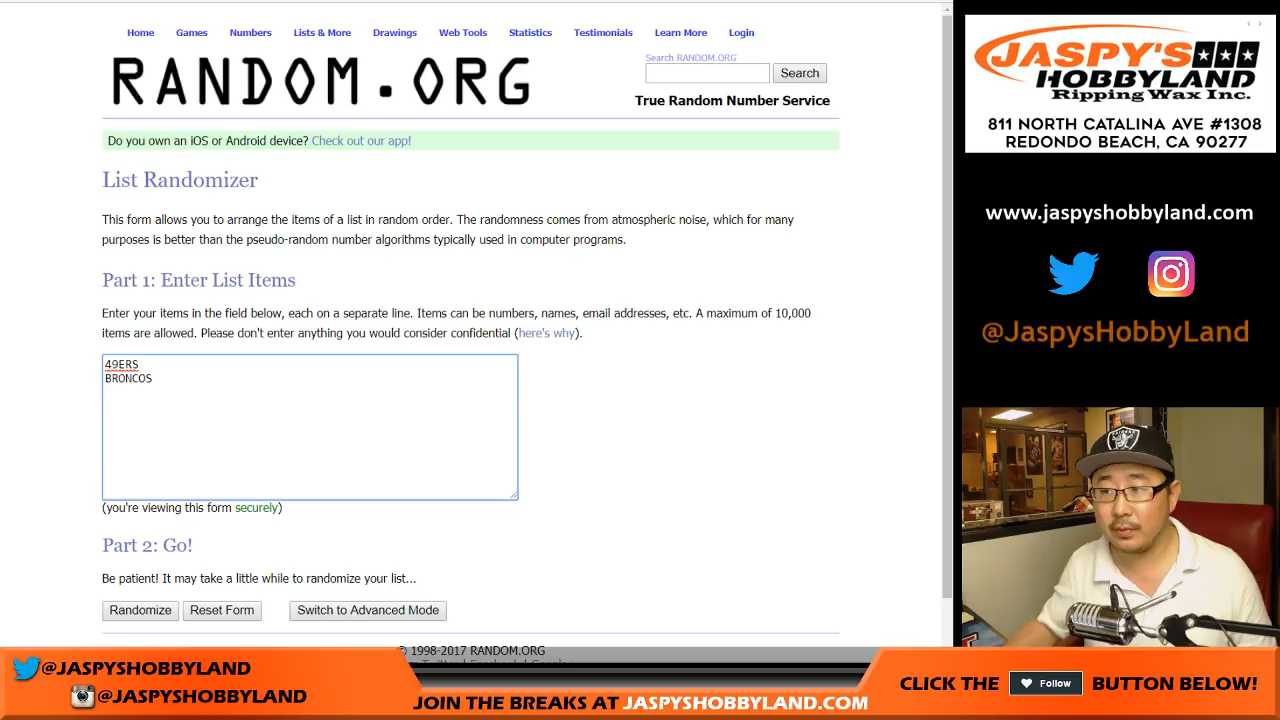 Home Games Numbers Lists & More Drawings Web Tools Statistics Testimonials Learn More Login
RANDOM.ORG
Search RANDOM.ORG
Search
True Random Number Service
Do you own an iOS or Android device? Check out our app!
List Randomizer
This form allows you to arrange the items of a list in random order. The randomness comes from atmospheric noise, which for many
purposes is better than the pseudo-random number algorithms typically used in computer programs.
Part 1: Enter List Items
Enter your items in the field below, each on a separate line. Items can be numbers, names, email addresses, etc. A maximum of 10,000
items are allowed. Please don't enter anything you would consider confidential (here's why).
49ERS
BRONCOS
(you're viewing this form securely)
Part 2: Go!
Be patient! It may take a little while to randomize your list...
Randomize Reset Form Switch to Advanced Mode
© 1998-2017 RANDOM.ORG
JASPY'S
HOBBYLAND
Ripping Wax Inc.
811 NORTH CATALINA AVE #1308
REDONDO BEACH, CA 90277
www.jaspyshobbyland.com
@JaspysHobbyLand
RAIDERS
@JASPYSHOBBYLAND
@JASPYSHOBBYLAND
JOIN THE BREAKS AT JASPYSHOBBYLAND.COM
CLICK THE Follow BUTTON BELOW!